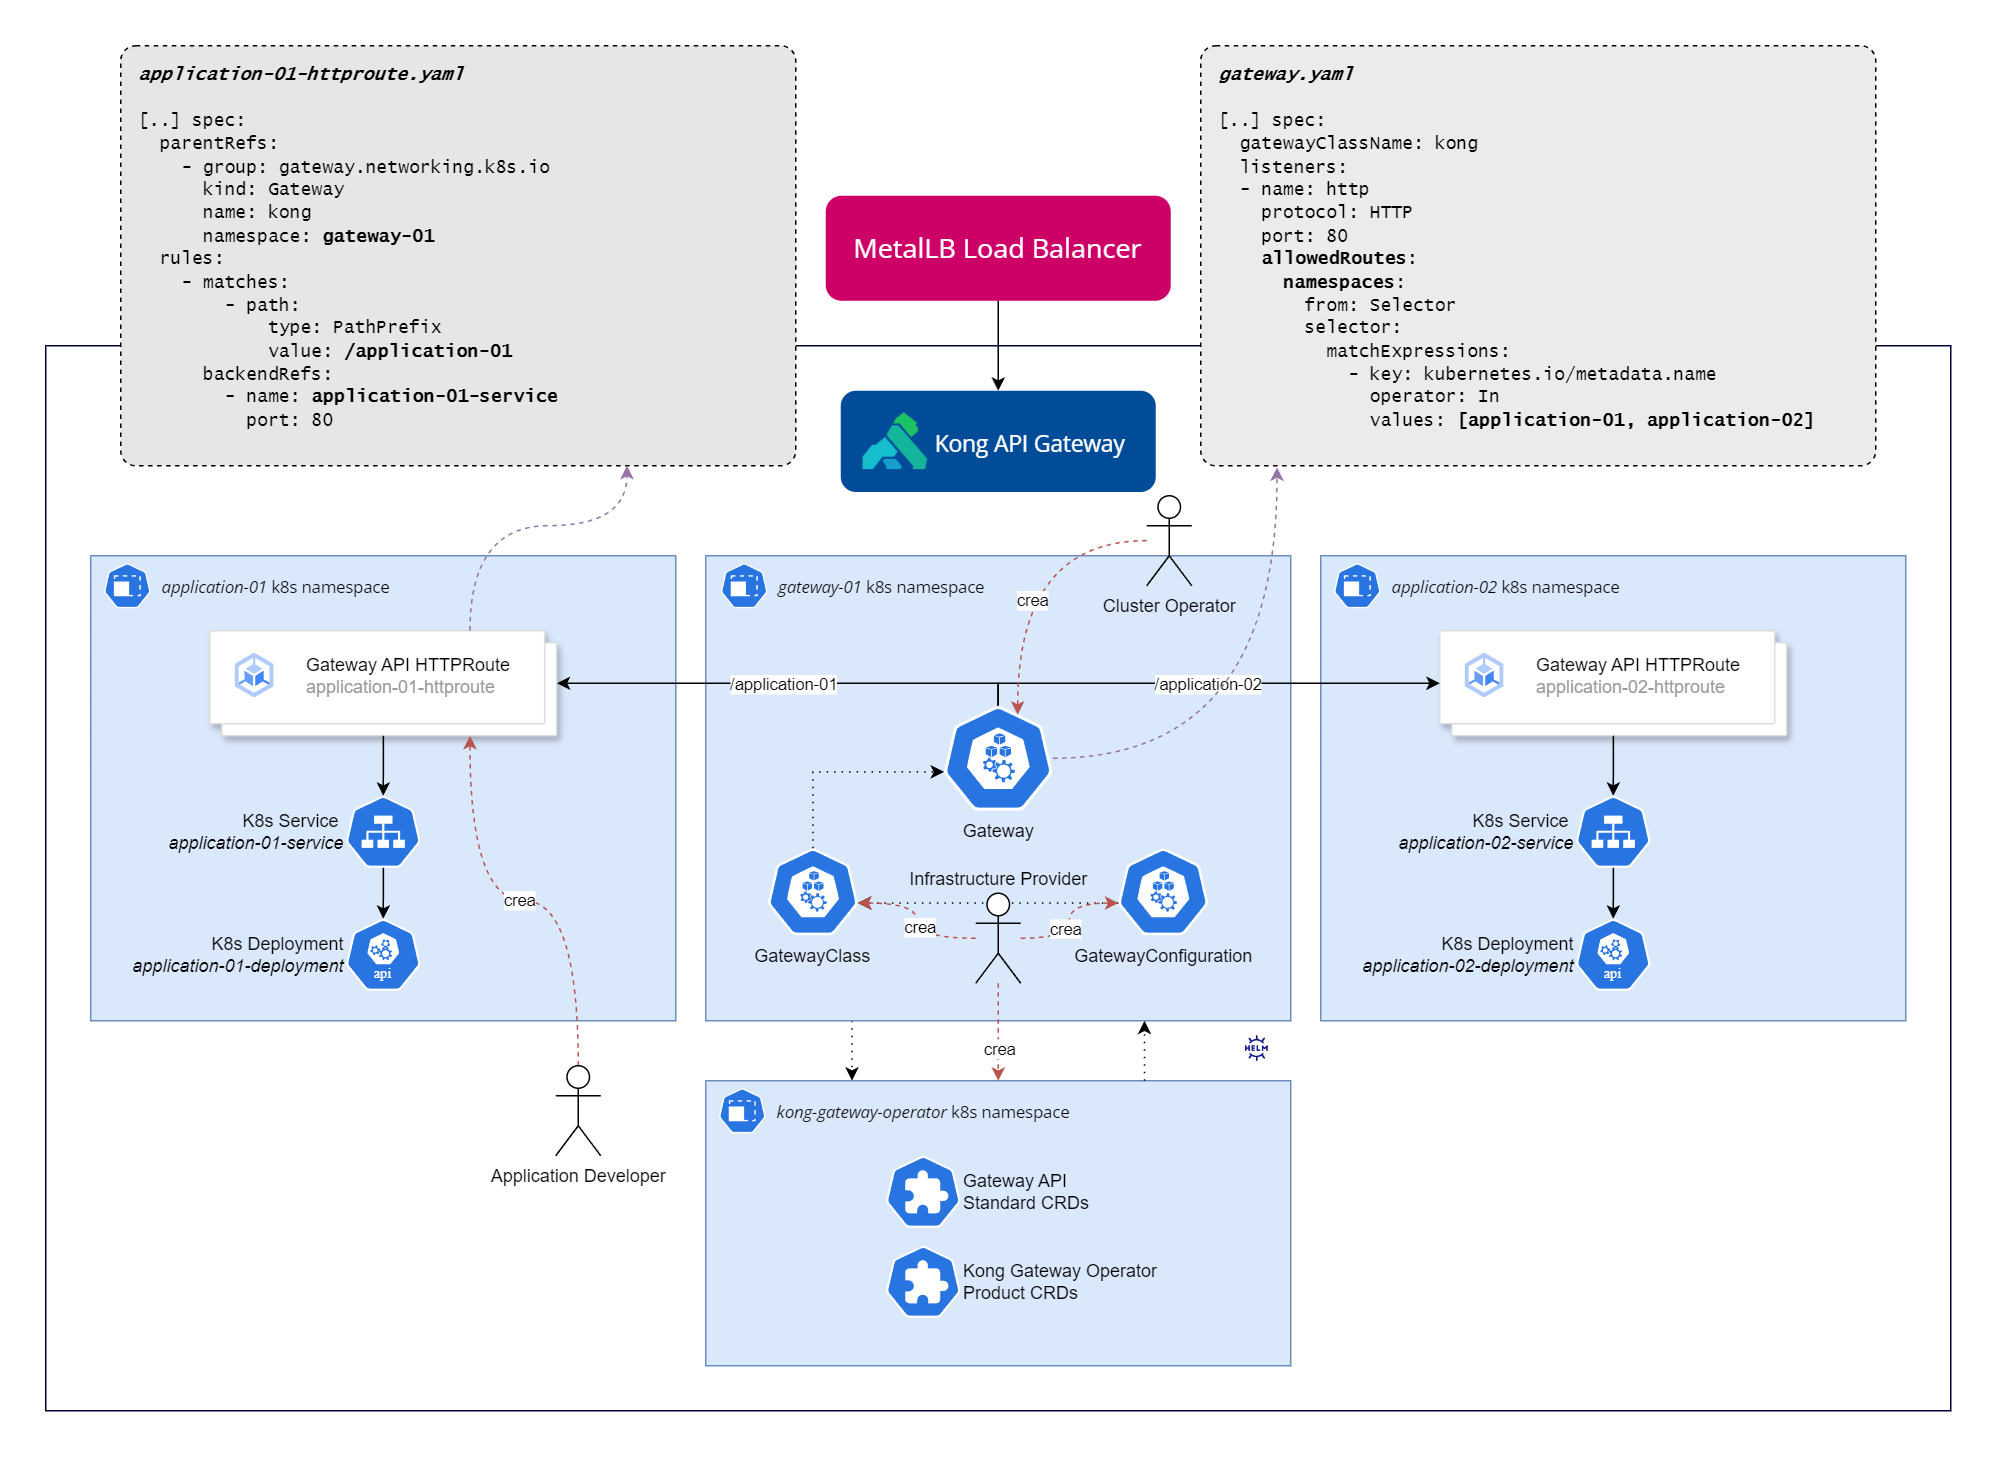 application-01-httproute.yaml
[..] spec:
  parentRefs:
    - group: gateway.networking.k8s.io
      kind: Gateway
      name: kong
      namespace: gateway-01
  rules:
    - matches:
        - path:
            type: PathPrefix
            value: /application-01
      backendRefs:
        - name: application-01-service
          port: 80
gateway.yaml
[..] spec:
  gatewayClassName: kong
  listeners:
  - name: http
    protocol: HTTP
    port: 80
    allowedRoutes:
      namespaces:
        from: Selector
        selector:
          matchExpressions:
            - key: kubernetes.io/metadata.name
              operator: In
              values: [application-01, application-02]
MetalLB Load Balancer
Kong API Gateway
Cluster Operator
crea
application-01 k8s namespace
Gateway API HTTPRoute
application-01-httproute
K8s Service
application-01-service
K8s Deployment
application-01-deployment
api
crea
Application Developer
gateway-01 k8s namespace
/application-01
/application-02
Gateway
Infrastructure Provider
crea
crea
GatewayClass
GatewayConfiguration
application-02 k8s namespace
Gateway API HTTPRoute
application-02-httproute
K8s Service
application-02-service
K8s Deployment
application-02-deployment
api
crea
HELM
kong-gateway-operator k8s namespace
Gateway API
Standard CRDs
Kong Gateway Operator
Product CRDs